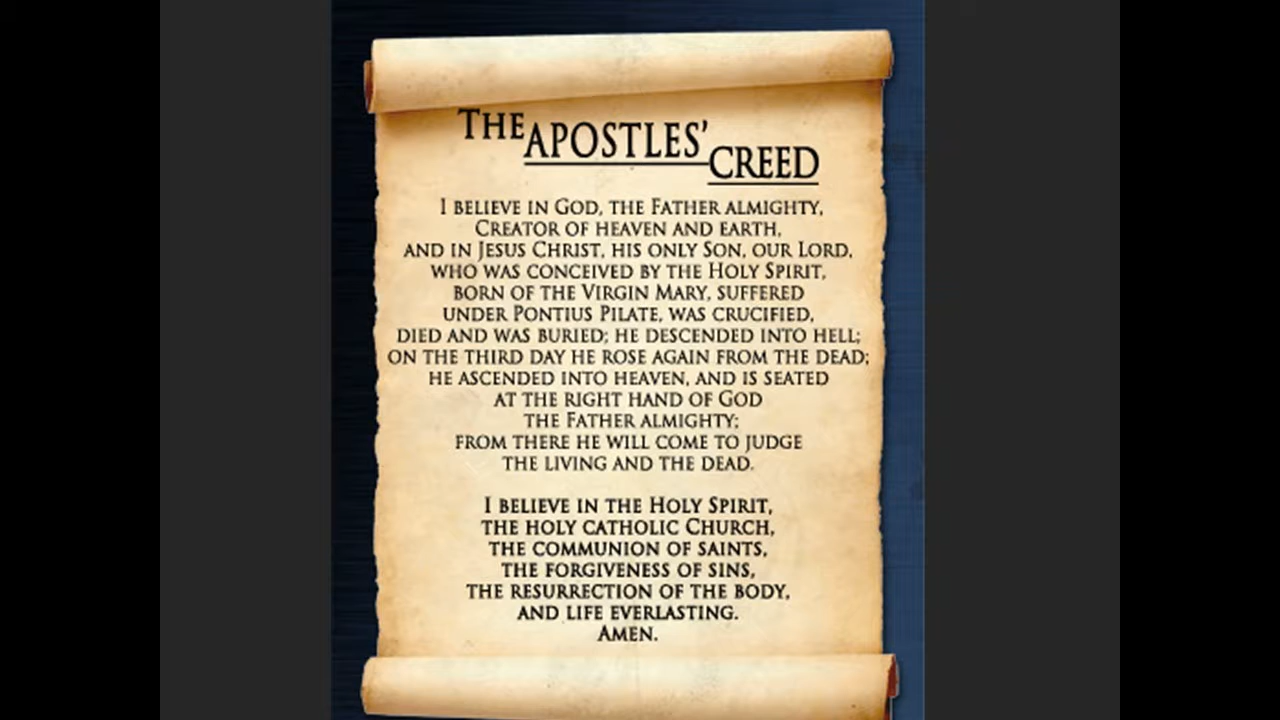 THE APOSTLES' CREED
I BELIEVE IN GOD, THE FATHER ALMIGHTY,
CREATOR OF HEAVEN AND EARTH,
AND IN JESUS CHRIST, HIS ONLY SON, OUR LORD,
WHO WAS CONCEIVED BY THE HOLY SPIRIT,
BORN OF THE VIRGIN MARY, SUFFERED
UNDER PONTIUS PILATE, WAS CRUCIFIED,
DIED AND WAS BURIED; HE DESCENDED INTO HELL;
ON THE THIRD DAY HE ROSE AGAIN FROM THE DEAD;
HE ASCENDED INTO HEAVEN, AND IS SEATED
AT THE RIGHT HAND OF GOD
THE FATHER ALMIGHTY;
FROM THERE HE WILL COME TO JUDGE
THE LIVING AND THE DEAD.
I BELIEVE IN THE HOLY SPIRIT,
THE HOLY CATHOLIC CHURCH,
THE COMMUNION OF SAINTS,
THE FORGIVENESS OF SINS,
THE RESURRECTION OF THE BODY,
AND LIFE EVERLASTING.
AMEN.